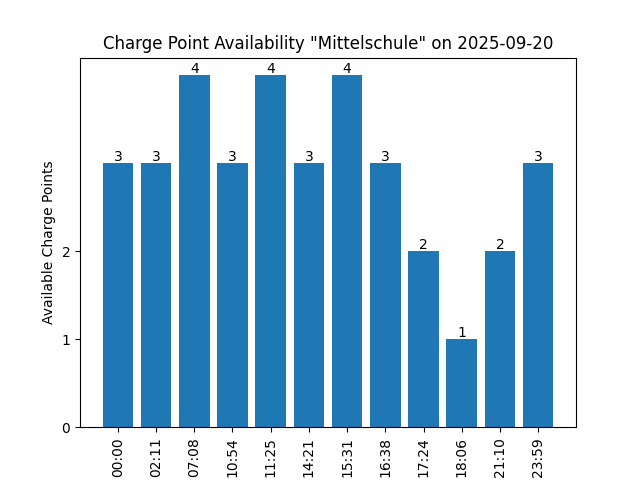 Charge Point Availability "Mittelschule" on 2025-09-20
4 4 4
3 3 3 3 3 3
2 2
1
Available Charge Points
2
1
0
00:00 02:11 07:08 10:54 11:25 14:21 15:31 16:38 17:24 18:06 21:10 23:59